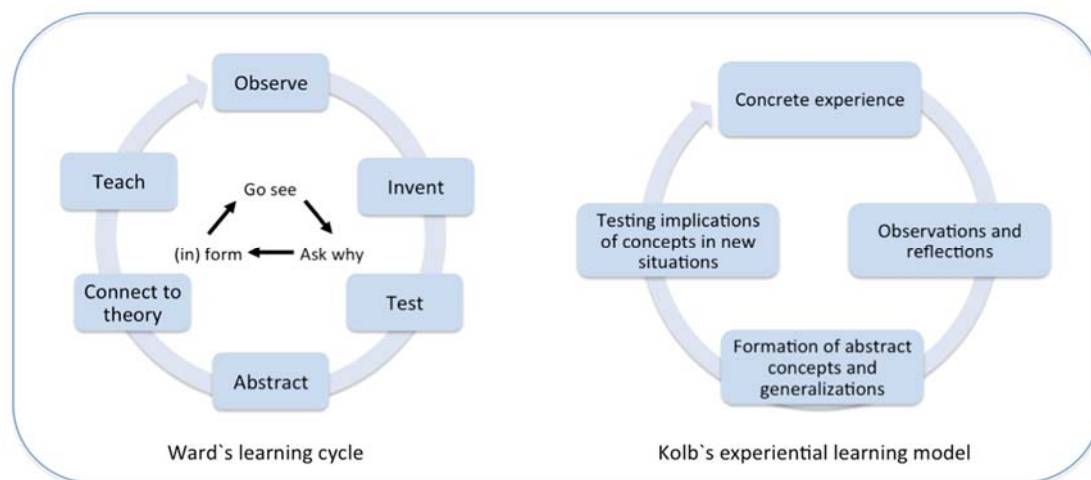 Observe
Teach
Invent
Go see
(in) form
Ask why
Connect to
theory
Test
Abstract
Ward`s learning cycle
Concrete experience
Testing implications
of concepts in new
situations
Observations and
reflections
Formation of abstract
concepts and
generalizations
Kolb`s experiential learning model